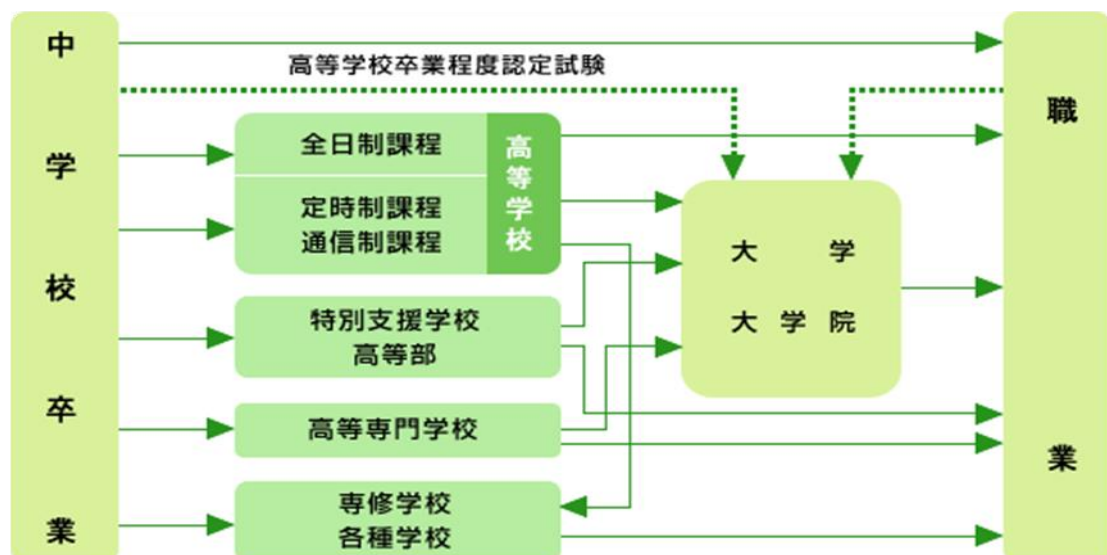 中学校卒業
高等学校卒業程度認定試験
全日制課程
定時制課程
通信制課程
高等学校
特別支援学校
高等部
高等専門学校
専修学校
各種学校
大学
大学院
職業